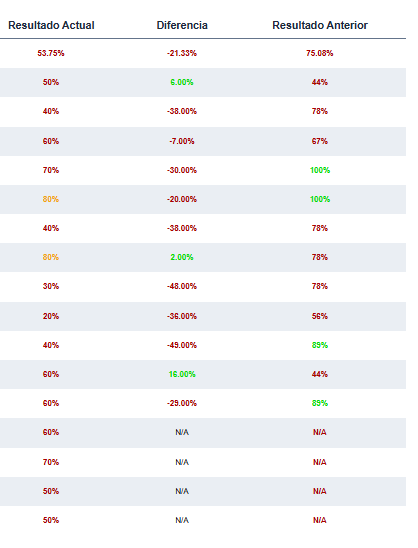 Resultado Actual Diferencia Resultado Anterior
53.75% -21.33% 75.08%
50% 6.00% 44%
40% -38.00% 78%
60% -7.00% 67%
70% -30.00% 100%
80% -20.00% 100%
40% -38.00% 78%
80% 2.00% 78%
30% -48.00% 78%
20% -36.00% 56%
40% -49.00% 89%
60% 16.00% 44%
60% -29.00% 89%
60% N/A N/A
70% N/A N/A
50% N/A N/A
50% N/A N/A